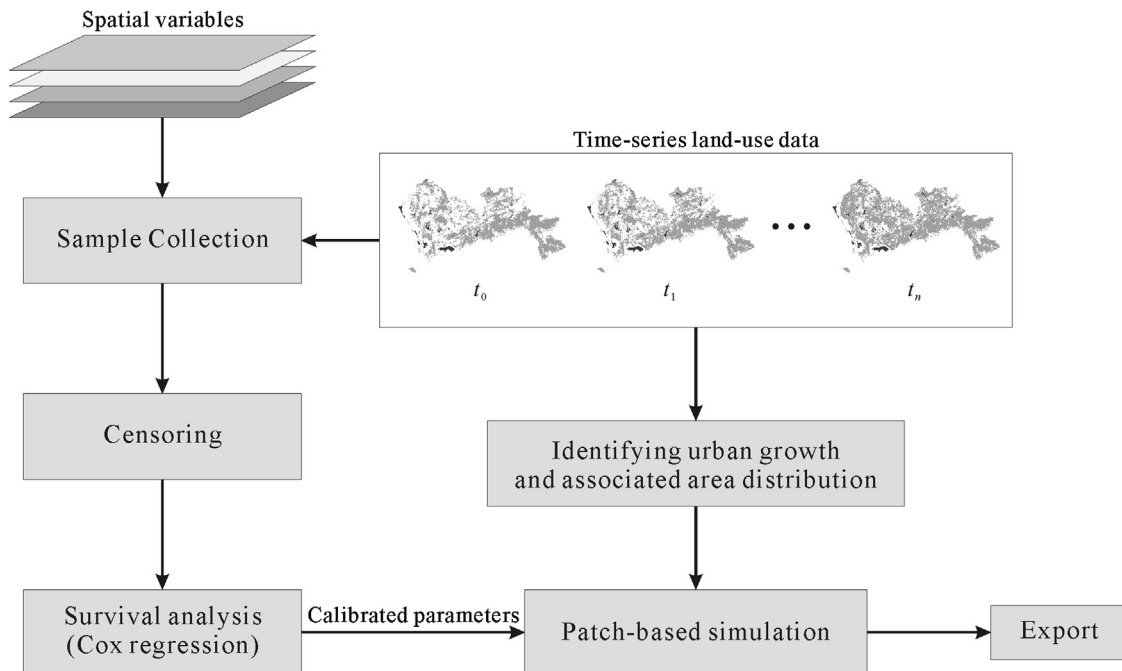 Spatial variables
Time-series land-use data
Sample Collection
t0
t1
tn
Censoring
Identifying urban growth
and associated area distribution
Survival analysis
(Cox regression)
Calibrated parameters
Patch-based simulation
Export